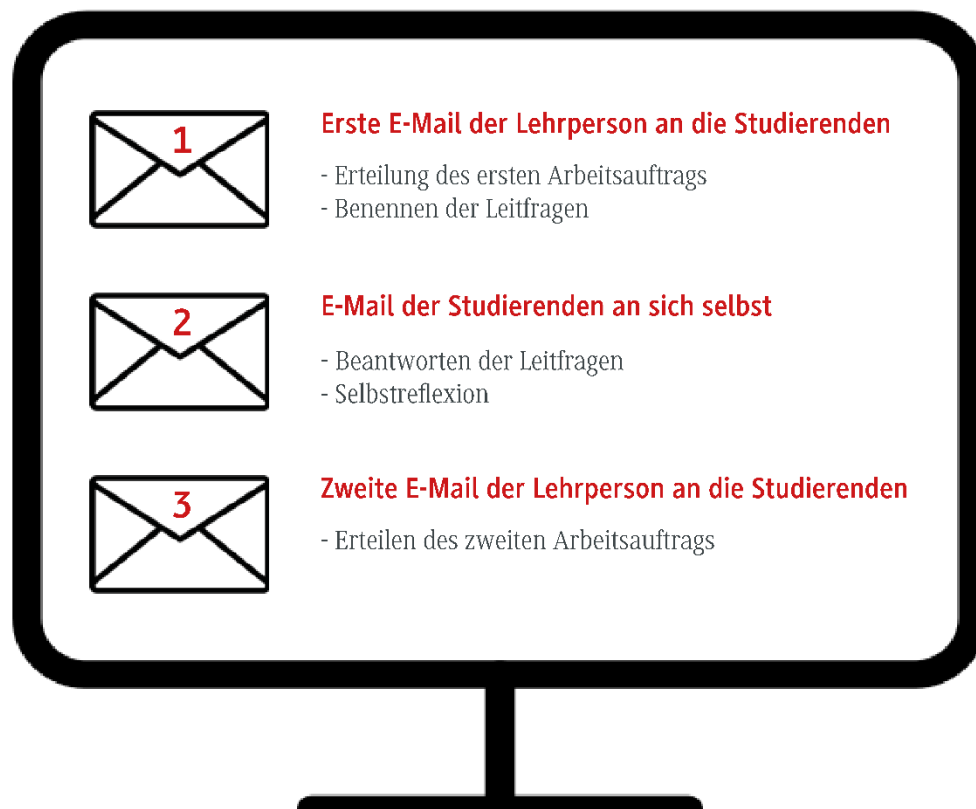 1
Erste E-Mail der Lehrperson an die Studierenden
- Erteilung des ersten Arbeitsauftrags
- Benennen der Leitfragen
2
E-Mail der Studierenden an sich selbst
- Beantworten der Leitfragen
- Selbstreflexion
3
Zweite E-Mail der Lehrperson an die Studierenden
- Erteilen des zweiten Arbeitsauftrags